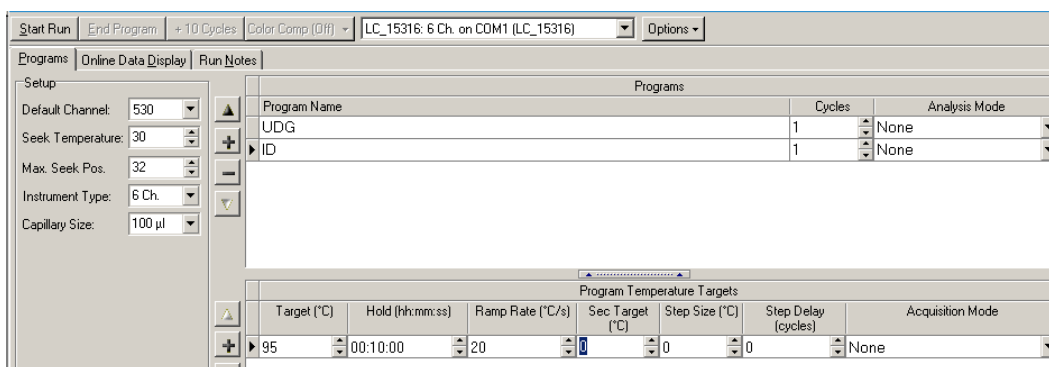 Start Run End Program + 10 Cycles Color Comp (Off) LC_15316: 6 Ch. on COM1 (LC_15316) Options
Programs Online Data Display Run Notes
Setup
Default Channel: 530
Seek Temperature: 30
Max. Seek Pos. 32
Instrument Type: 6 Ch.
Capillary Size: 100 µl
Programs
Program Name Cycles Analysis Mode
UDG 1 None
ID 1 None
Program Temperature Targets
Target (°C) Hold (hh:mm:ss) Ramp Rate (°C/s) Sec Target (°C) Step Size (°C) Step Delay (cycles) Acquisition Mode
95 00:10:00 20 0 0 0 None